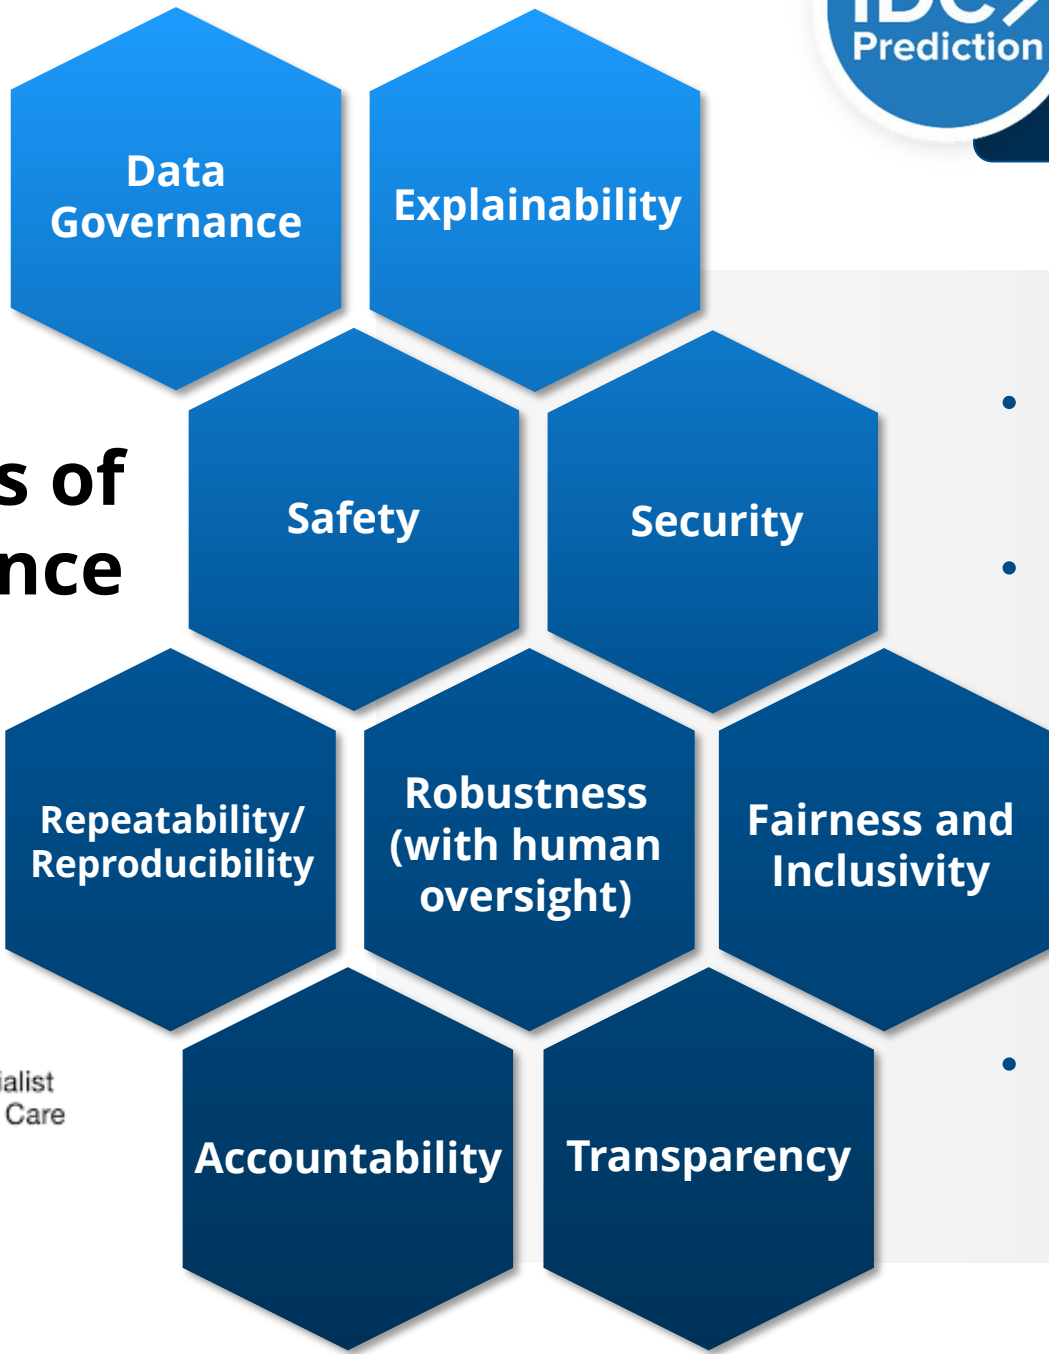 Prediction
Data
Governance
Explainability
s of
nce
Safety
Security
Repeatability/
Reproducibility
Robustness
(with human
oversight)
Fairness and
Inclusivity
ialist
Care
Accountability
Transparency